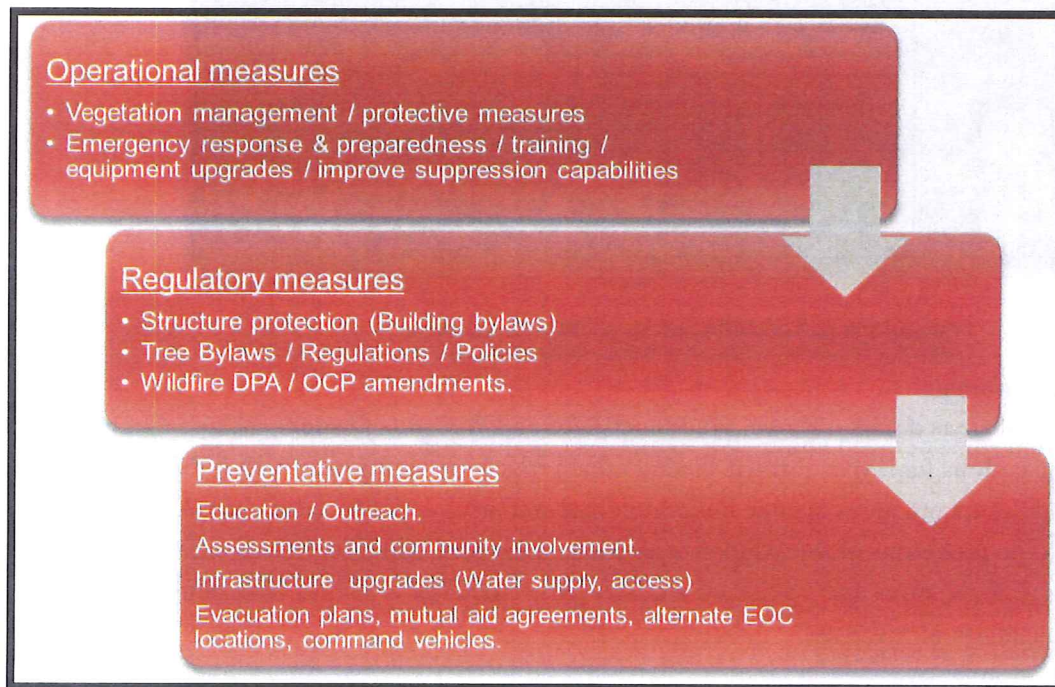 Operational measures
• Vegetation management / protective measures
• Emergency response & preparedness / training /
equipment upgrades / improve suppression capabilities
Regulatory measures
• Structure protection (Building bylaws)
• Tree Bylaws / Regulations / Policies
• Wildfire DPA / OCP amendments.
Preventative measures
Education / Outreach.
Assessments and community involvement.
Infrastructure upgrades (Water supply, access)
Evacuation plans, mutual aid agreements, alternate EOC
locations, command vehicles.